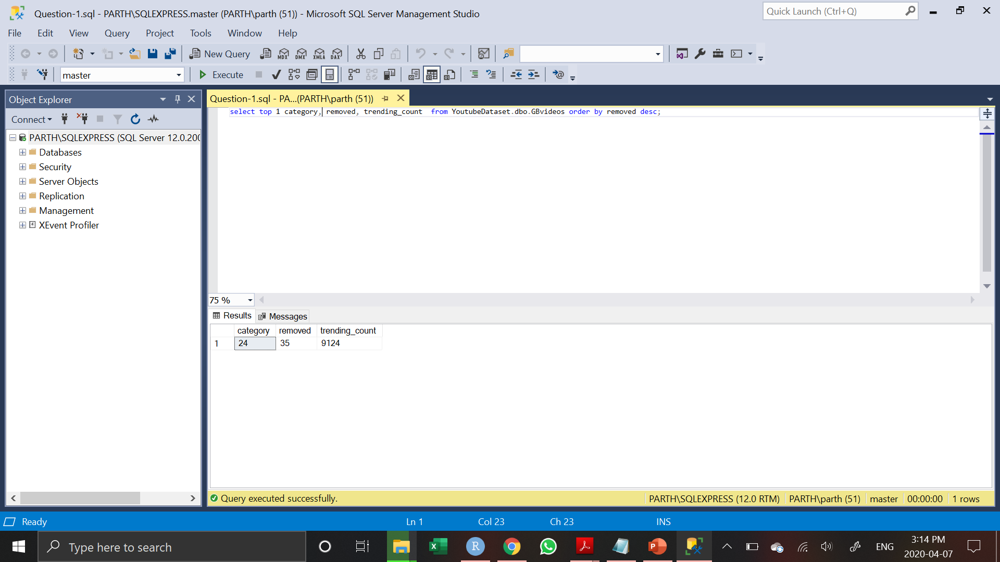 Question-1.sql - PARTH\SQLEXPRESS.master (PARTH\parth (51)) - Microsoft SQL Server Management Studio
Quick Launch (Ctrl+Q)
File Edit View Query Project Tools Window Help
New Query MDX DMX XMLA DAX
master Execute
Object Explorer
Question-1.sql - PA...(PARTH\parth (51))
select top 1 category, removed, trending_count from YoutubeDataset.dbo.GBvideos order by removed desc;
Connect
PARTH\SQLEXPRESS (SQL Server 12.0.200
Databases
Security
Server Objects
Replication
Management
XEvent Profiler
75 %
Results Messages
category removed trending_count
1 24 35 9124
Query executed successfully. PARTH\SQLEXPRESS (12.0 RTM) PARTH\parth (51) master 00:00:00 1 rows
Ready Ln 1 Col 23 Ch 23 INS
Type here to search
ENG
3:14 PM
2020-04-07